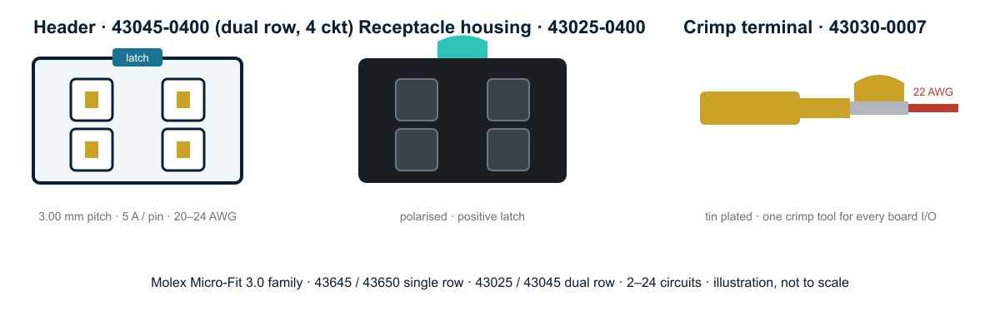 Header · 43045-0400 (dual row, 4 ckt)
Receptacle housing · 43025-0400
Crimp terminal · 43030-0007
latch
22 AWG
3.00 mm pitch · 5 A / pin · 20–24 AWG
polarised · positive latch
tin plated · one crimp tool for every board I/O
Molex Micro-Fit 3.0 family · 43645 / 43650 single row · 43025 / 43045 dual row · 2–24 circuits · illustration, not to scale